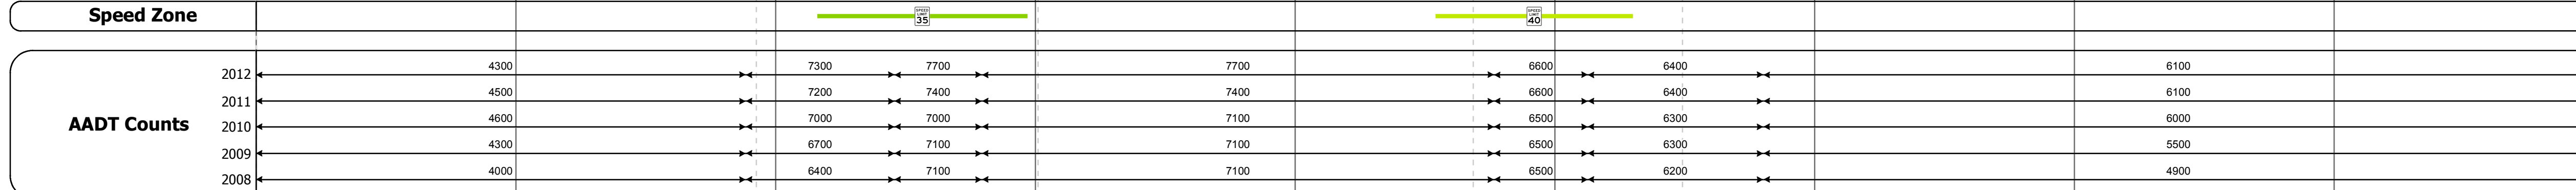 Speed Zone
SPEED LIMIT 35
SPEED LIMIT 40
AADT Counts
2012 4300 7300 7700 7700 6600 6400 6100
2011 4500 7200 7400 7400 6600 6400 6100
2010 4600 7000 7000 7100 6500 6300 6000
2009 4300 6700 7100 7100 6500 6300 5500
2008 4000 6400 7100 7100 6500 6200 4900